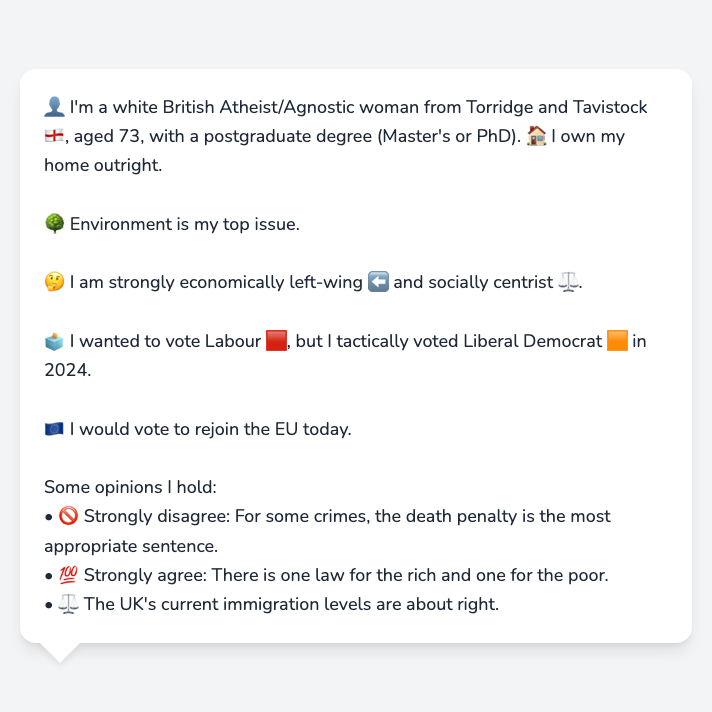 👤 I'm a white British Atheist/Agnostic woman from Torridge and Tavistock
🏴󠁧󠁢󠁥󠁮󠁧󠁿, aged 73, with a postgraduate degree (Master's or PhD). 🏠 I own my
home outright.
🌳 Environment is my top issue.
🤔 I am strongly economically left-wing ⬅️ and socially centrist ⚖️.
🗳️ I wanted to vote Labour 🟥, but I tactically voted Liberal Democrat 🟧 in
2024.
🇪🇺 I would vote to rejoin the EU today.
Some opinions I hold:
• 🚫 Strongly disagree: For some crimes, the death penalty is the most
appropriate sentence.
• 💯 Strongly agree: There is one law for the rich and one for the poor.
• ⚖️ The UK's current immigration levels are about right.